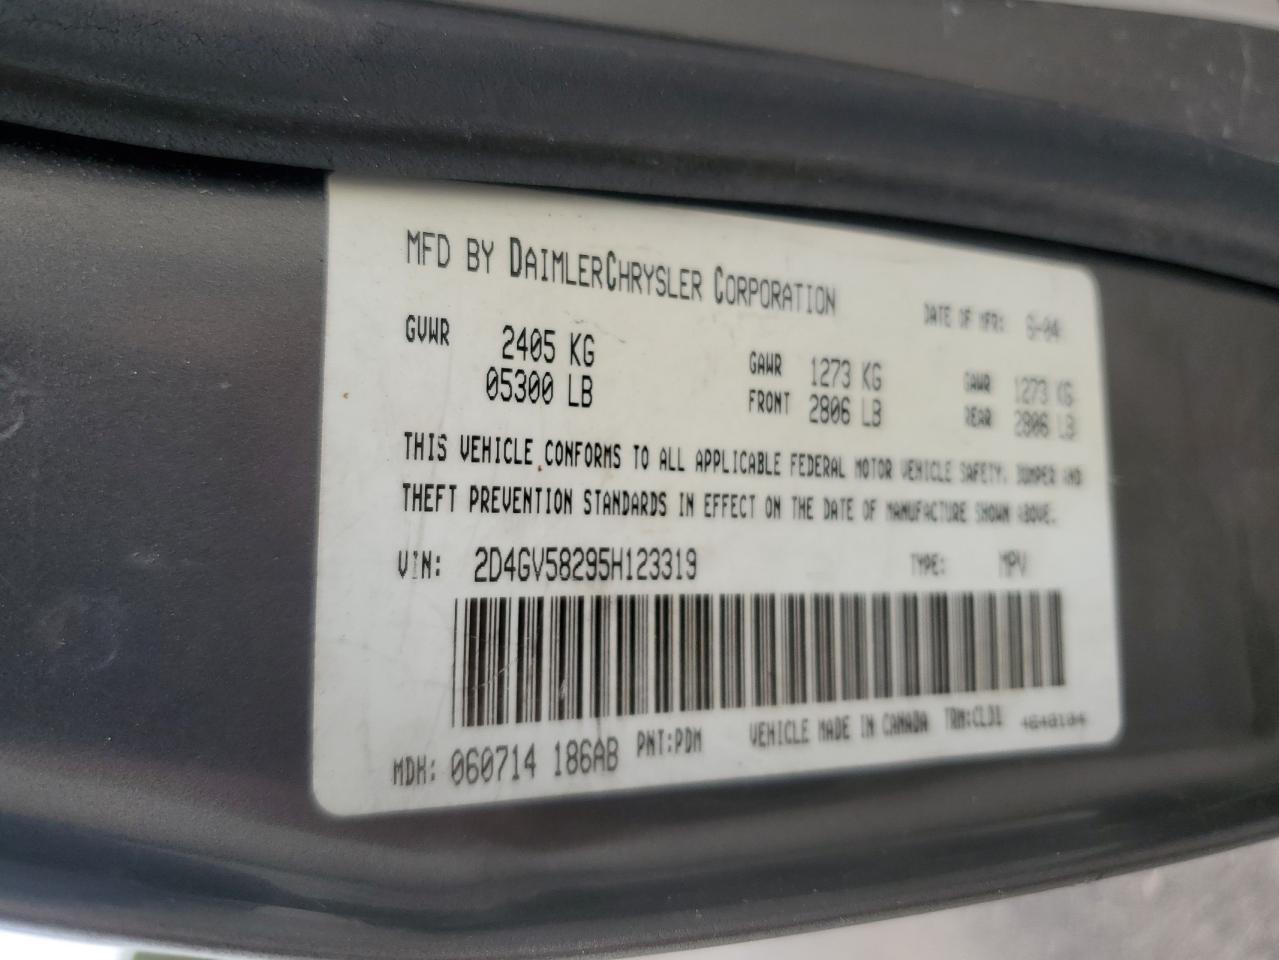 MFD BY DAIMLERCHRYSLER CORPORATION
DATE OF MFR: 5-04
GVWR 2405 KG
05300 LB
GAWR FRONT 1273 KG
2806 LB
GAWR REAR 1273 KG
2806 LB
THIS VEHICLE CONFORMS TO ALL APPLICABLE FEDERAL MOTOR VEHICLE SAFETY, BUMPER AND
THEFT PREVENTION STANDARDS IN EFFECT ON THE DATE OF MANUFACTURE SHOWN ABOVE.
VIN: 2D4GV58295H123319 TYPE: MPV
MDH: 060714 186AB PNT:PDM VEHICLE MADE IN CANADA